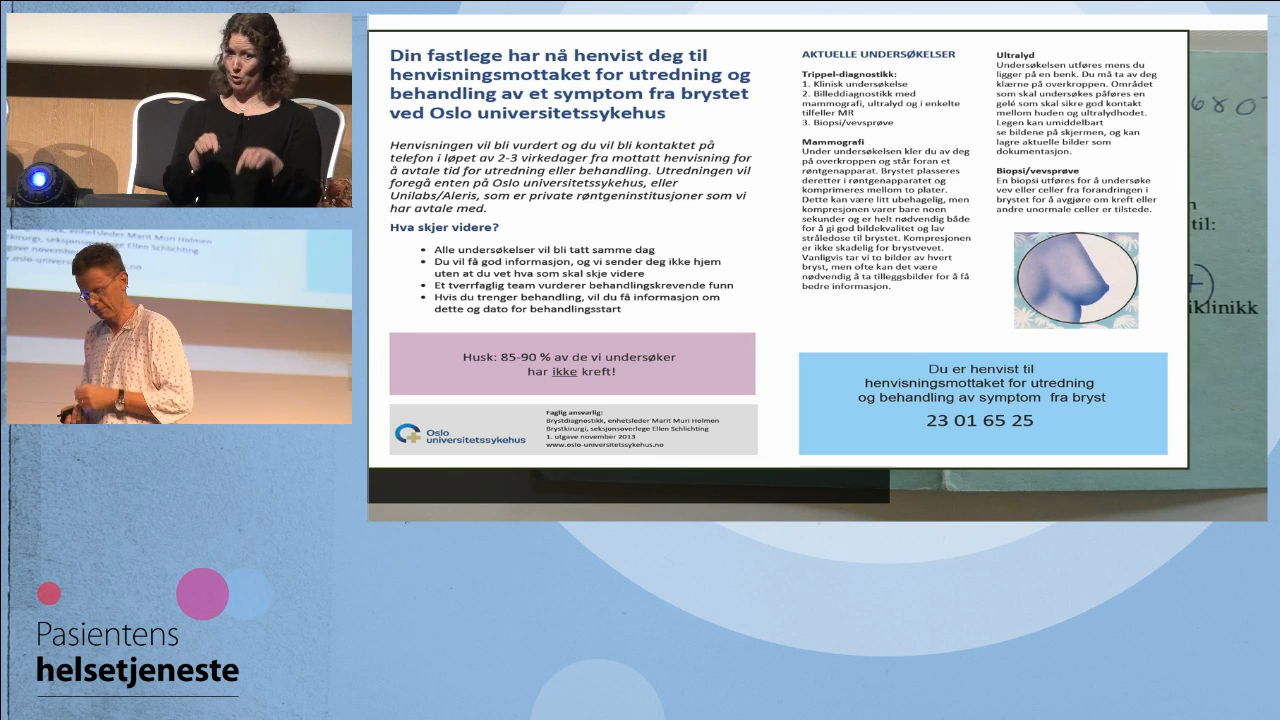 Din fastlege har nå henvist deg til
henvisningsmottaket for utredning og
behandling av et symptom fra brystet
ved Oslo universitetssykehus
Henvisningen vil bli vurdert og du vil bli kontaktet på
telefon i løpet av 2-3 virkedager fra mottatt henvisning for
å avtale tid for utredning eller behandling. Utredningen vil
foregå enten på Oslo universitetssykehus, eller
Unilabs/Aleris, som er private røntgeninstitusjoner som vi
har avtale med.
Hva skjer videre?
• Alle undersøkelser vil bli tatt samme dag
• Du vil få god informasjon, og vi sender deg ikke hjem
uten at du vet hva som skal skje videre
• Et tverrfaglig team vurderer behandlingskrevende funn
• Hvis du trenger behandling, vil du få informasjon om
dette og dato for behandlingsstart
Husk: 85-90 % av de vi undersøker
har ikke kreft!
Oslo
universitetssykehus
Faglig ansvarlig:
Brystdiagnostikk, enhetsleder Marit Muri Holmen
Brystkirurgi, seksjonsoverlege Ellen Schlichting
1. utgave november 2013
www.oslo-universitetssykehus.no
AKTUELLE UNDERSØKELSER
Trippel-diagnostikk:
1. Klinisk undersøkelse
2. Billeddiagnostikk med
mammografi, ultralyd og i enkelte
tilfeller MR
3. Biopsi/vevsprøve
Mammografi
Under undersøkelsen kler du av deg
på overkroppen og står foran et
røntgenapparat. Brystet plasseres
deretter i røntgenapparatet og
komprimeres mellom to plater.
Dette kan være litt ubehagelig, men
kompresjonen varer bare noen
sekunder og er helt nødvendig både
for å gi god bildekvalitet og lav
stråledose til brystet. Kompresjonen
er ikke skadelig for brystvevet.
Vanligvis tar vi to bilder av hvert
bryst, men ofte kan det være
nødvendig å ta tilleggsbilder for å få
bedre informasjon.
Ultralyd
Undersøkelsen utføres mens du
ligger på en benk. Du må ta av deg
klærne på overkroppen. Området
som skal undersøkes påføres en
gelé som skal sikre god kontakt
mellom huden og ultralydhodet.
Legen kan umiddelbart
se bildene på skjermen, og kan
lagre aktuelle bilder som
dokumentasjon.
Biopsi/vevsprøve
En biopsi utføres for å undersøke
vev eller celler fra forandringen i
brystet for å avgjøre om kreft eller
andre unormale celler er tilstede.
Du er henvist til
henvisningsmottaket for utredning
og behandling av symptom fra bryst
23 01 65 25
680
n
til:
iklinikk
Pasientens
helsetjeneste